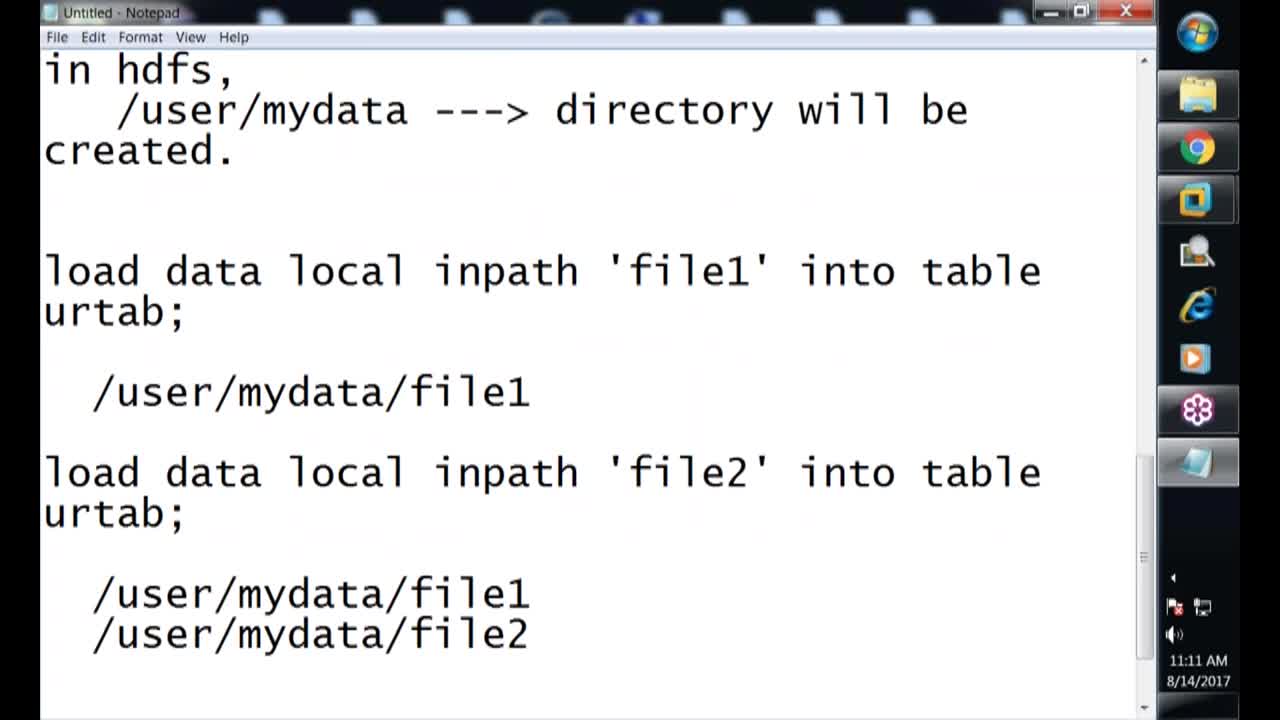 Untitled - Notepad
File Edit Format View Help
in hdfs,
/user/mydata ---> directory will be
created.
load data local inpath 'file1' into table
urtab;
/user/mydata/file1
load data local inpath 'file2' into table
urtab;
/user/mydata/file1
/user/mydata/file2
11:11 AM
8/14/2017